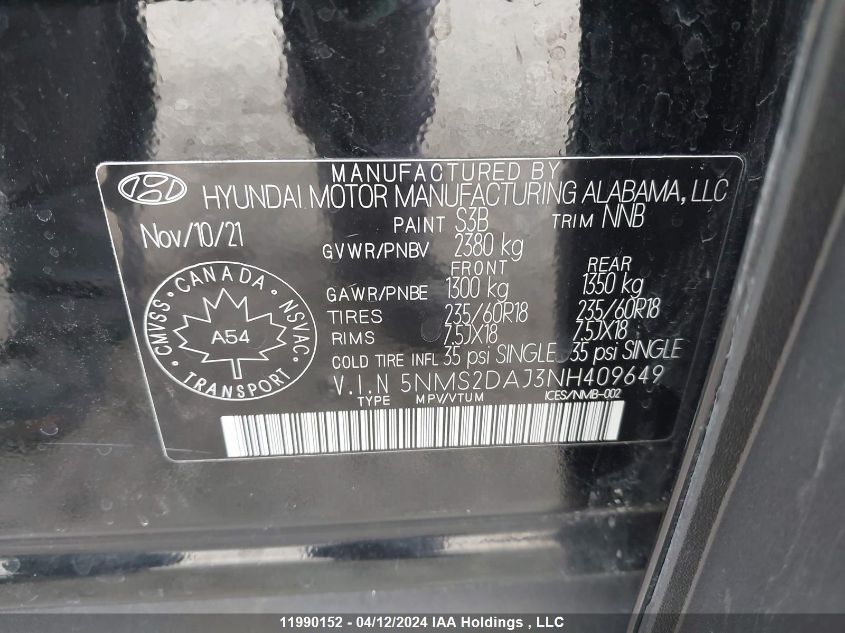 MANUFACTURED BY
HYUNDAI MOTOR MANUFACTURING ALABAMA, LLC
Nov/10/21 PAINT S3B TRIM NNB
GVWR/PNBV 2380 kg
FRONT REAR
GAWR/PNBE 1300 kg 1350 kg
TIRES 235/60R18 235/60R18
RIMS 7.5JX18 7.5JX18
COLD TIRE INFL 35 psi SINGLE 35 psi SINGLE
CMVSS · CANADA · NSVAC
A54
· TRANSPORT ·
V.I.N 5NMS2DAJ3NH409649
TYPE MPV/VTUM ICES/NMB-002
11990152 - 04/12/2024 IAA Holdings , LLC